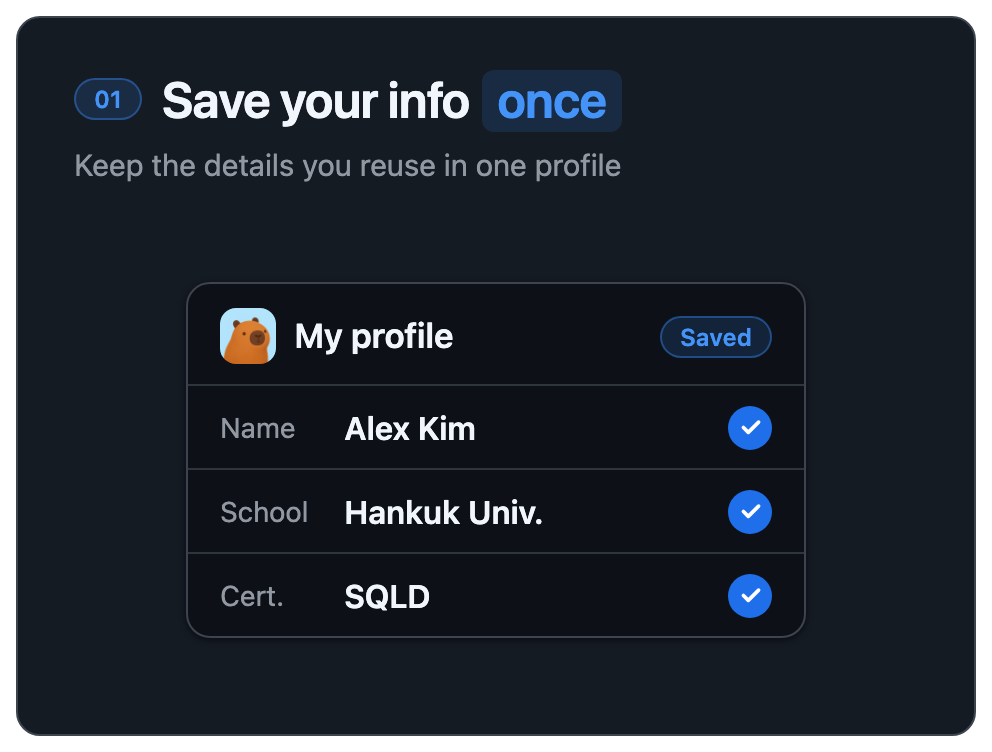 01 Save your info once
Keep the details you reuse in one profile
My profile Saved
Name Alex Kim
School Hankuk Univ.
Cert. SQLD